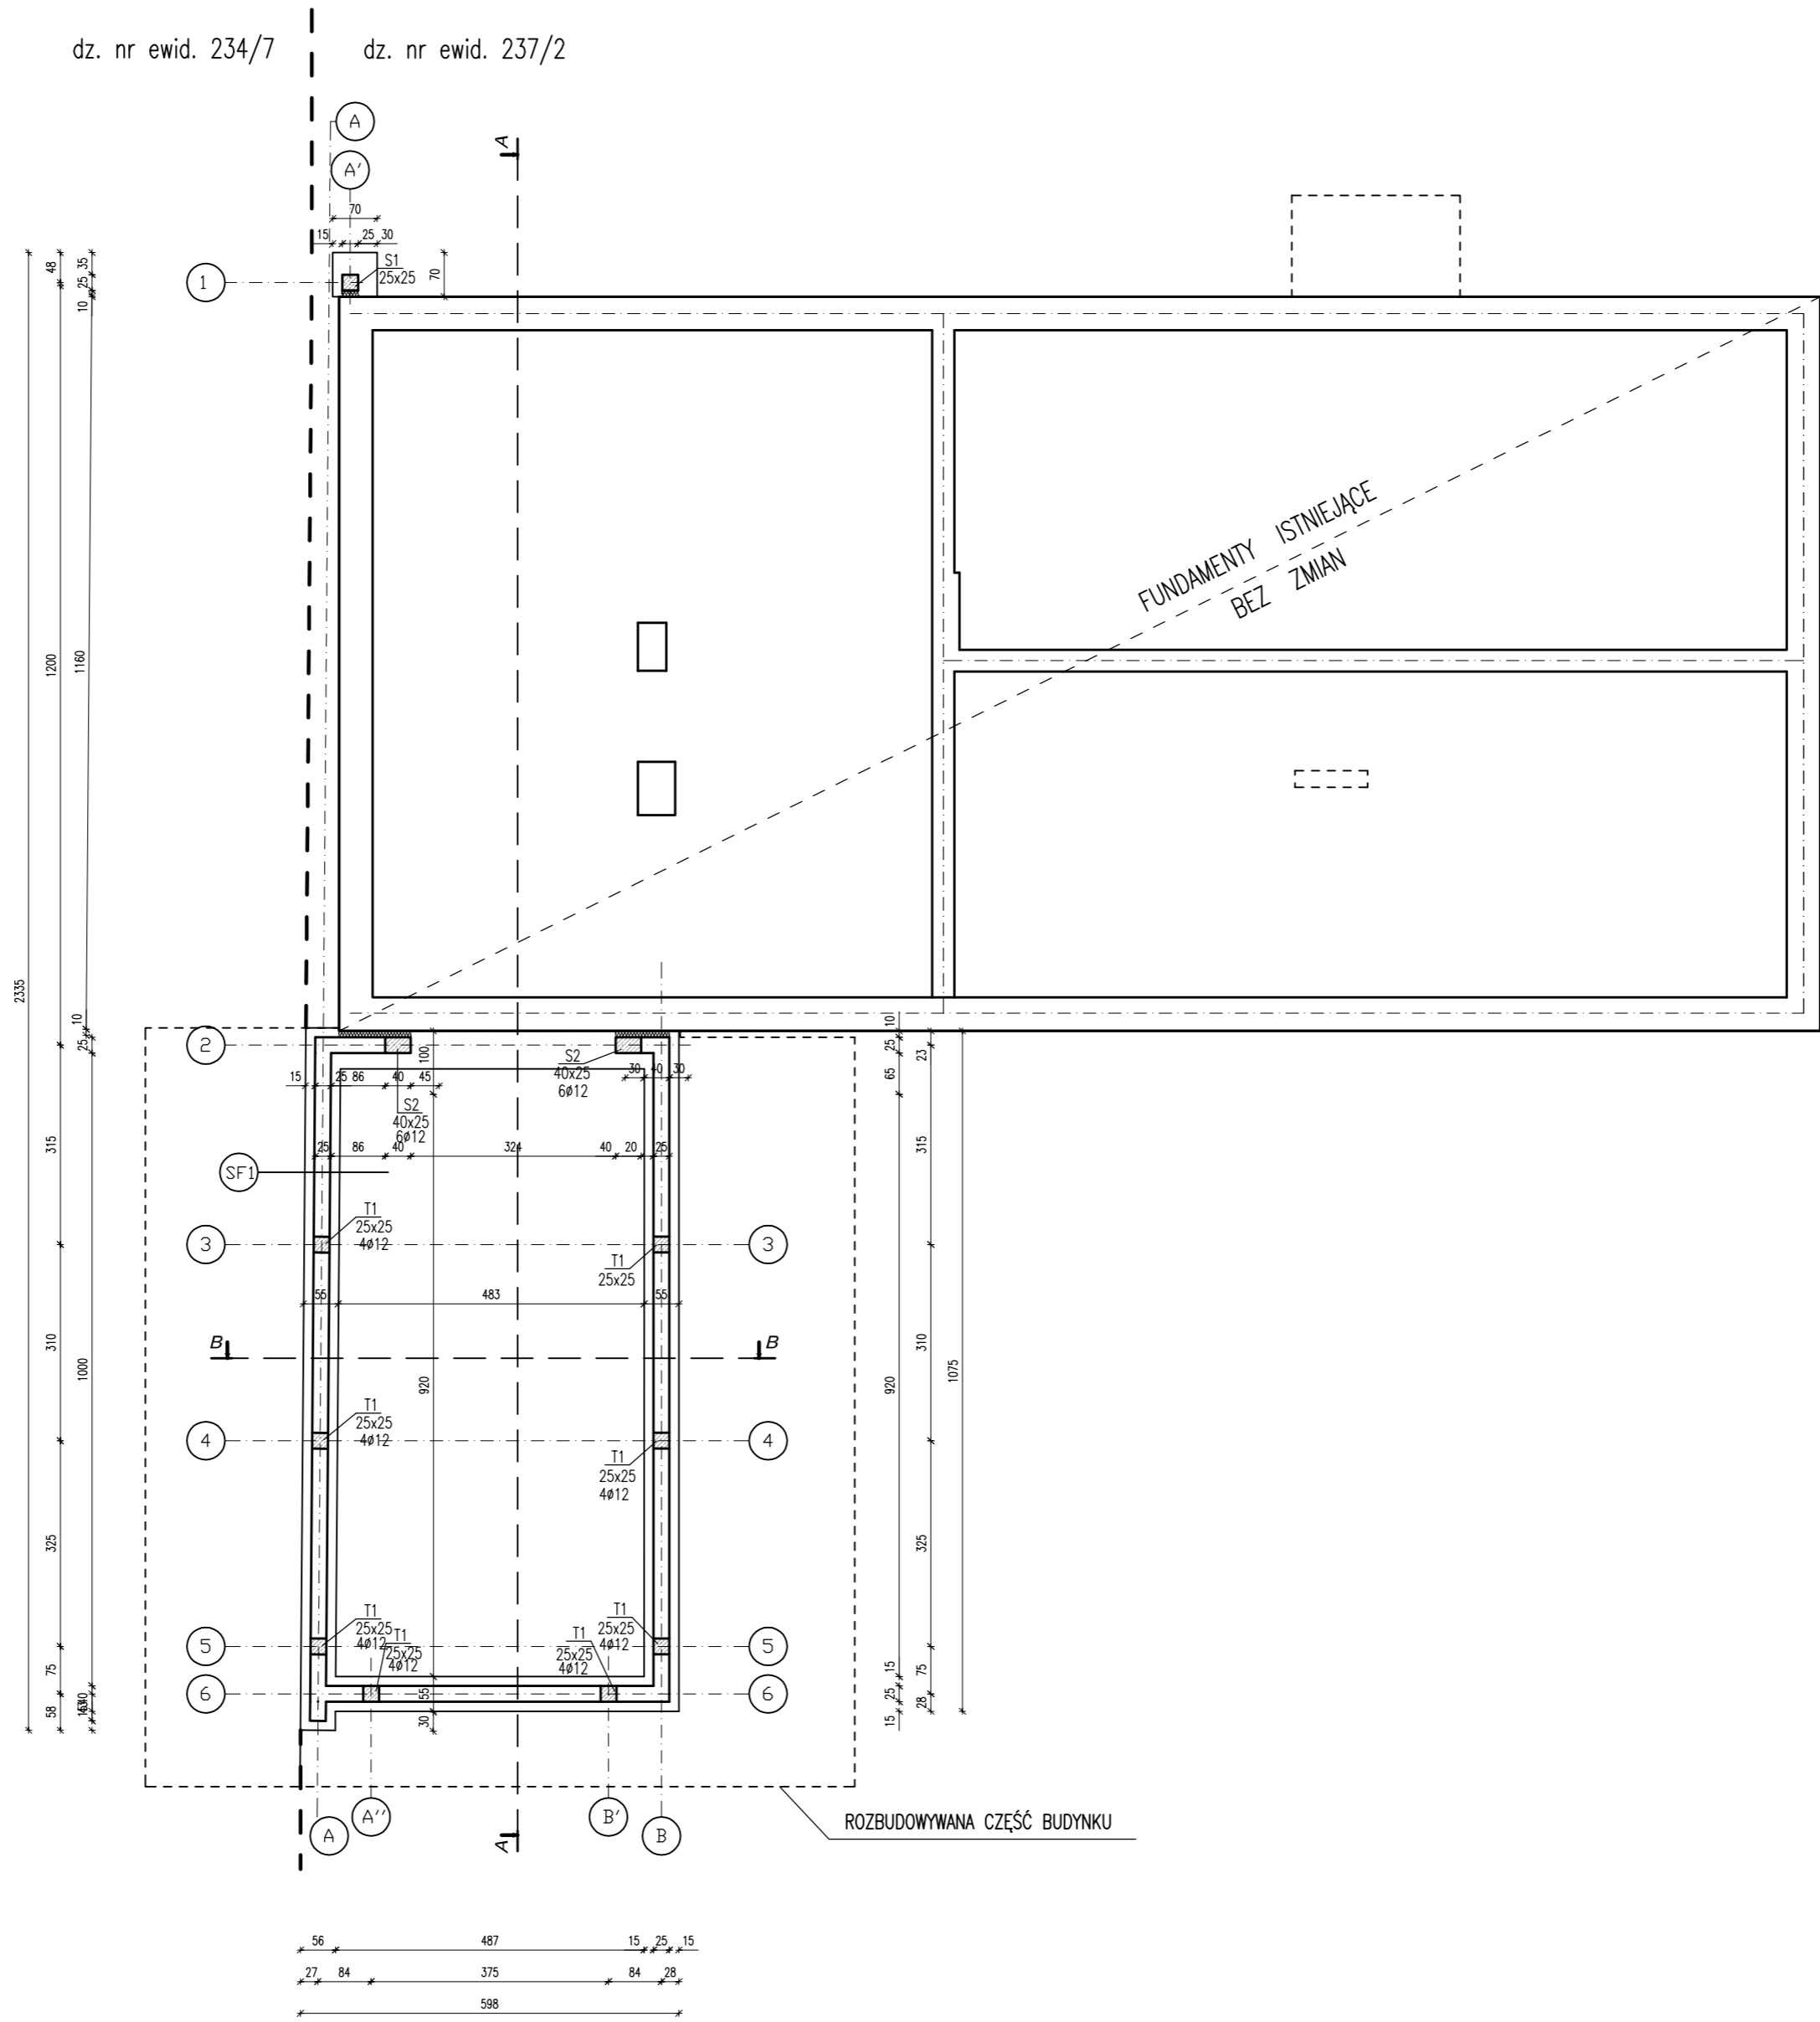 dz. nr ewid. 234/7
dz. nr ewid. 237/2
A
A'
A
70
15
25
30
S1
25x25
70
1
48
35
25
10
FUNDAMENTY ISTNIEJĄCE
BEZ ZMIAN
1200
1160
2335
10
25
2
100
S2
40x25
6ø12
10
25
23
65
15
25
86
40
45
30
40
30
S2
40x25
6ø12
25
86
40
324
40
20
25
315
315
SF1
T1
25x25
4ø12
3
3
T1
25x25
55
483
55
B
B
310
1000
920
920
310
1075
T1
25x25
4ø12
4
4
T1
25x25
4ø12
325
325
T1
25x25
4ø12
T1
25x25
4ø12
T1
25x25
4ø12
T1
25x25
4ø12
5
5
75
15
75
6
6
58
55
30
25
28
15
A
A''
B'
B
A
ROZBUDOWYWANA CZĘŚĆ BUDYNKU
56
487
15
25
15
27
84
375
84
28
598